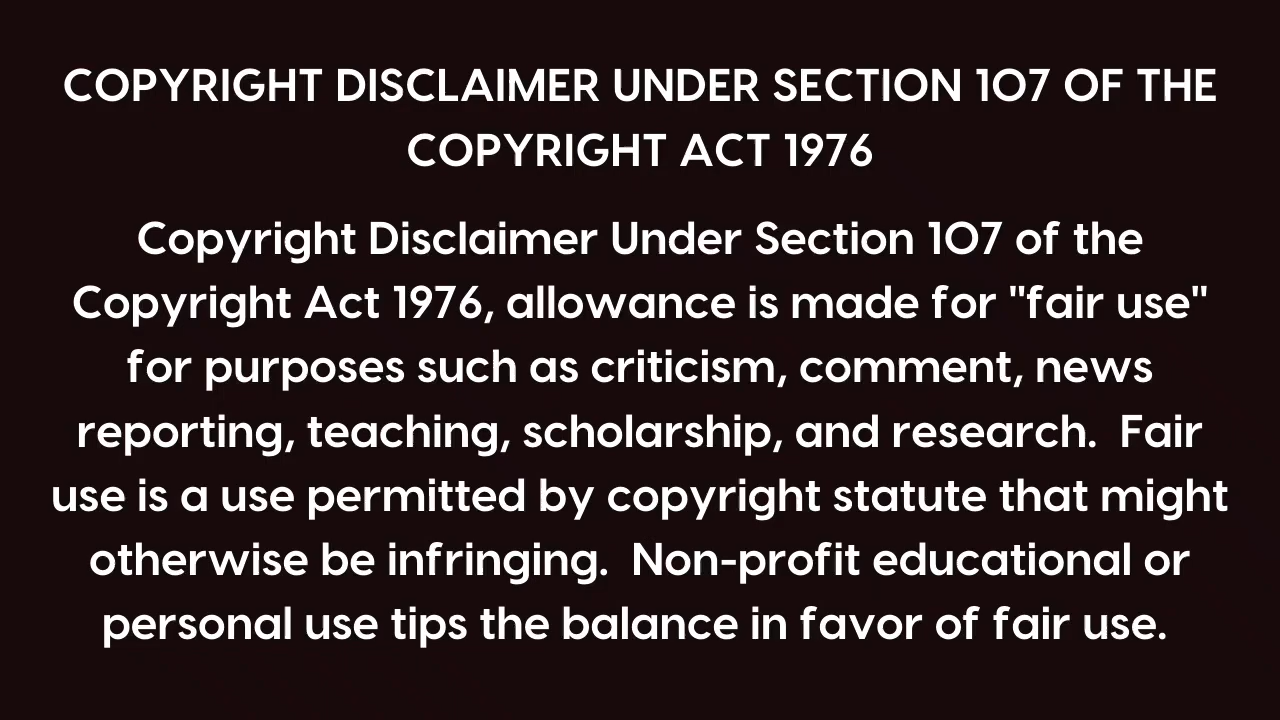 COPYRIGHT DISCLAIMER UNDER SECTION 107 OF THE
COPYRIGHT ACT 1976
Copyright Disclaimer Under Section 107 of the
Copyright Act 1976, allowance is made for "fair use"
for purposes such as criticism, comment, news
reporting, teaching, scholarship, and research.  Fair
use is a use permitted by copyright statute that might
otherwise be infringing.  Non-profit educational or
personal use tips the balance in favor of fair use.